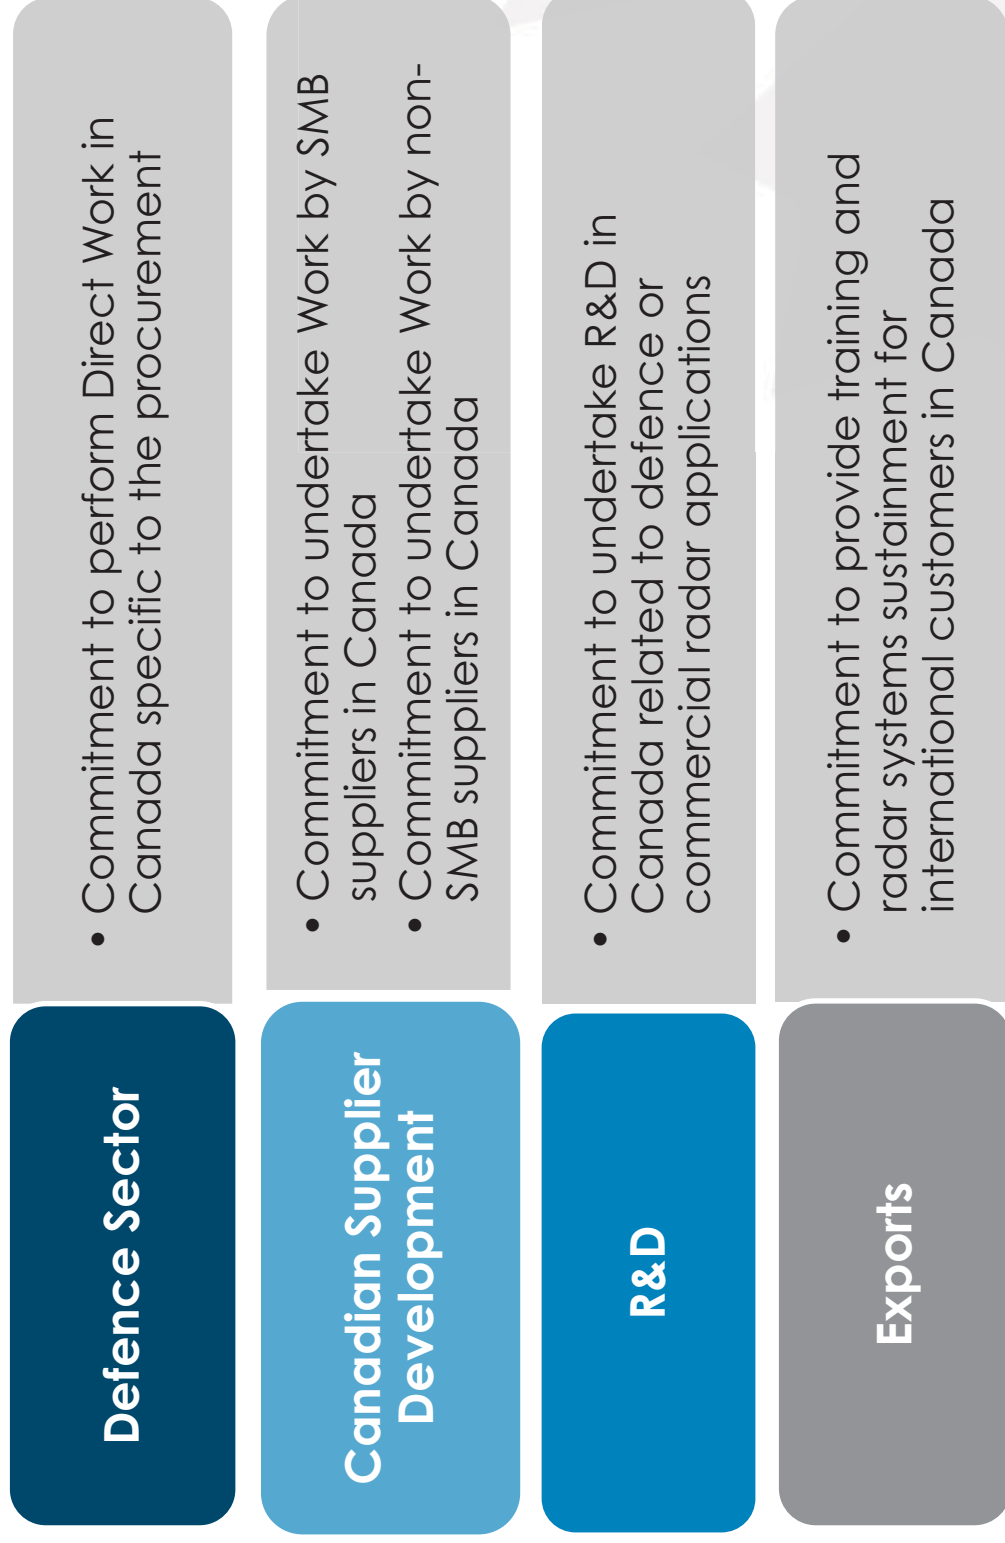 Defence Sector
• Commitment to perform Direct Work in
Canada specific to the procurement
Canadian Supplier
Development
• Commitment to undertake Work by SMB
suppliers in Canada
• Commitment to undertake Work by non-
SMB suppliers in Canada
R&D
• Commitment to undertake R&D in
Canada related to defence or
commercial radar applications
Exports
• Commitment to provide training and
radar systems sustainment for
international customers in Canada